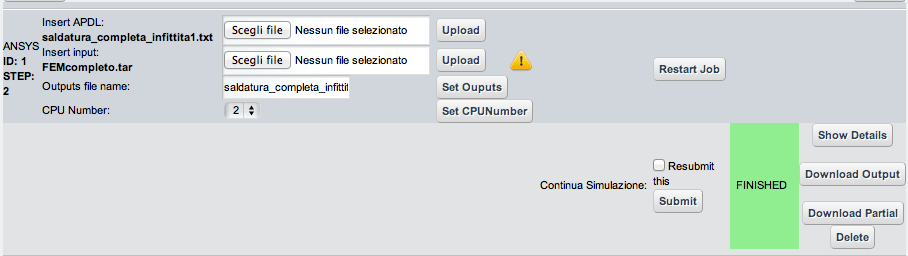 ANSYS
ID: 1
STEP:
2
Insert APDL:
saldatura_completa_infittita1.txt
Scegli file Nessun file selezionato
Upload
Insert input:
FEMcompleto.tar
Scegli file Nessun file selezionato
Upload
Outputs file name:
saldatura_completa_infittit
Set Ouputs
CPU Number:
2
Set CPUNumber
Restart Job
Continua Simulazione:
Resubmit
this
Submit
FINISHED
Show Details
Download Output
Download Partial
Delete